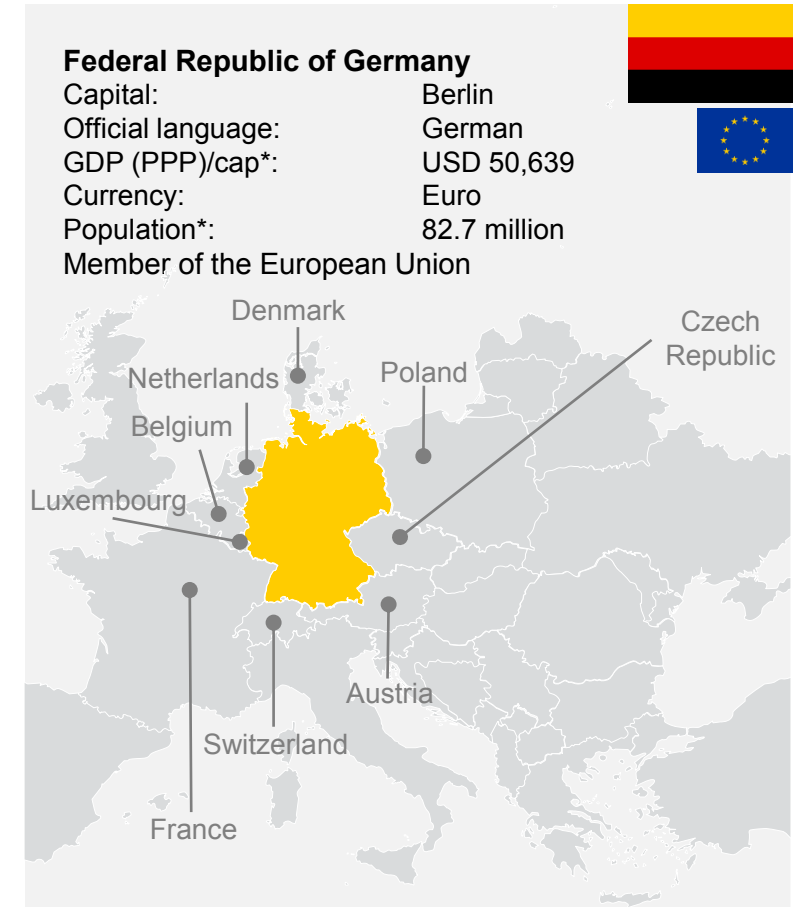 Federal Republic of Germany
Capital: Berlin
Official language: German
GDP (PPP)/cap*: USD 50,639
Currency: Euro
Population*: 82.7 million
Member of the European Union
Denmark
Czech
Republic
Netherlands
Poland
Belgium
Luxembourg
Austria
Switzerland
France